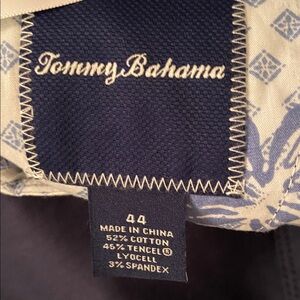 Tommy Bahama
44
MADE IN CHINA
52% COTTON
45% TENCEL®
LYOCELL
3% SPANDEX